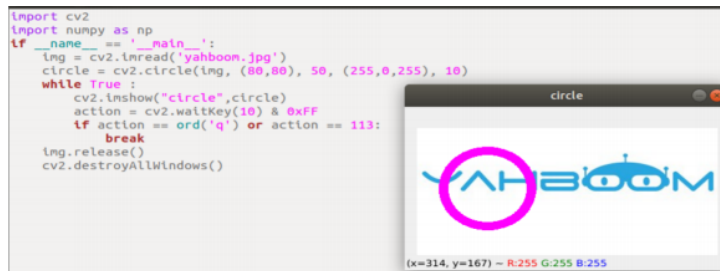 import cv2
import numpy as np
if __name__ == '__main__':
    img = cv2.imread('yahboom.jpg')
    circle = cv2.circle(img, (80,80), 50, (255,0,255), 10)
    while True :
        cv2.imshow("circle",circle)
        action = cv2.waitKey(10) & 0xFF
        if action == ord('q') or action == 113:
            break
    img.release()
    cv2.destroyAllWindows()
circle
YAHBOOM
(x=314, y=167) ~ R:255 G:255 B:255